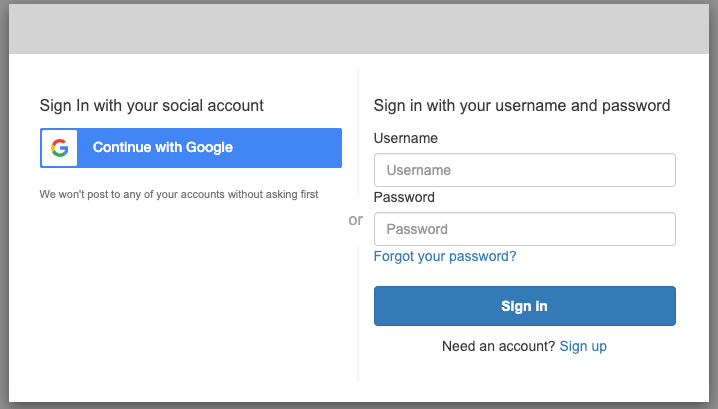 Sign In with your social account
Continue with Google
We won't post to any of your accounts without asking first
or
Sign in with your username and password
Username
Username
Password
Password
Forgot your password?
Sign in
Need an account? Sign up